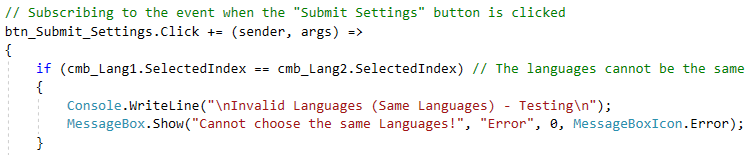 // Subscribing to the event when the "Submit Settings" button is clicked
btn_Submit_Settings.Click += (sender, args) =>
{
if (cmb_Lang1.SelectedIndex == cmb_Lang2.SelectedIndex) // The languages cannot be the same
{
Console.WriteLine("\nInvalid Languages (Same Languages) - Testing\n");
MessageBox.Show("Cannot choose the same Languages!", "Error", 0, MessageBoxIcon.Error);
}